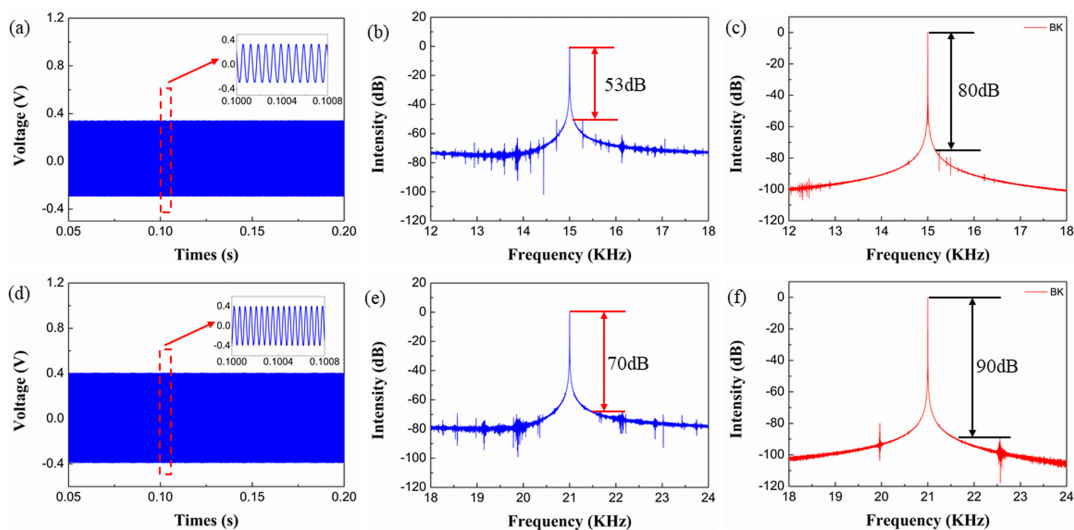 (a)
1.2
0.8
0.4
0.0
-0.4
Voltage (V)
0.4
0.0
-0.4
0.1000 0.1004 0.1008
0.05 0.10 0.15 0.20
Times (s)
(b)
20
0
-20
-40
-60
-80
-100
-120
Intensity (dB)
53dB
12 13 14 15 16 17 18
Frequency (KHz)
(c)
BK
0
-20
-40
-60
-80
-100
-120
Intensity (dB)
80dB
12 13 14 15 16 17 18
Frequency (KHz)
(d)
1.2
0.8
0.4
0.0
-0.4
Voltage (V)
0.4
0.0
-0.4
0.1000 0.1004 0.1008
0.05 0.10 0.15 0.20
Times (s)
(e)
20
0
-20
-40
-60
-80
-100
-120
Intensity (dB)
70dB
18 19 20 21 22 23 24
Frequency (KHz)
(f)
BK
0
-20
-40
-60
-80
-100
-120
Intensity (dB)
90dB
18 19 20 21 22 23 24
Frequency (KHz)